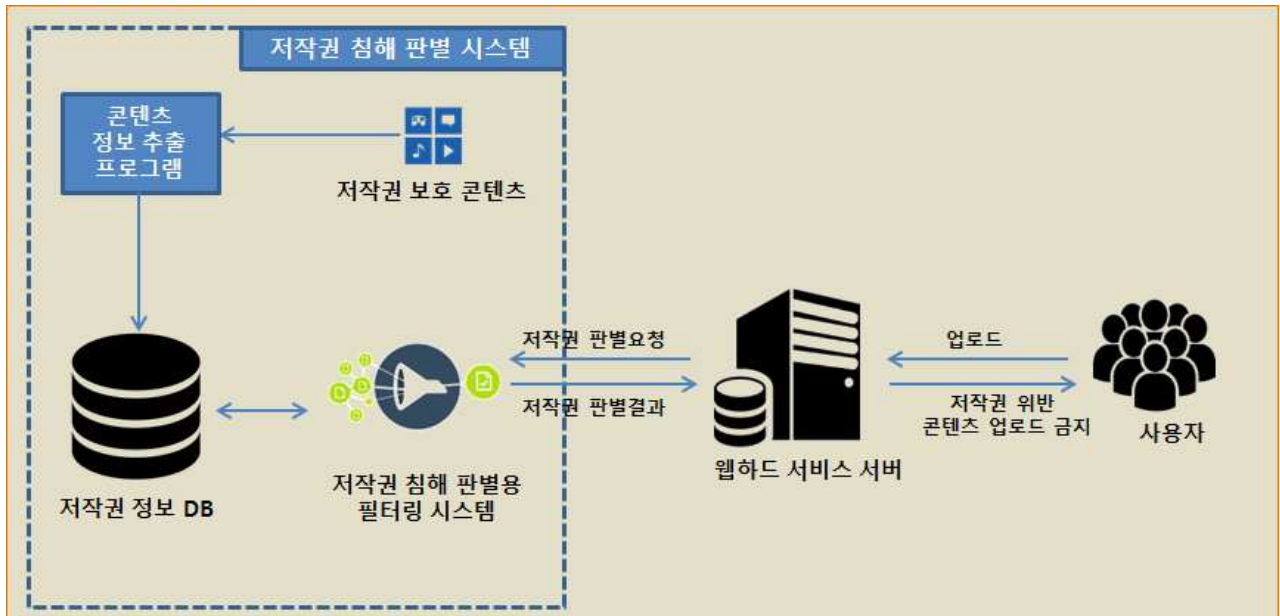 저작권 침해 판별 시스템
콘텐츠
정보 추출
프로그램
저작권 보호 콘텐츠
저작권 판별요청
저작권 판별결과
업로드
저작권 위반
콘텐츠 업로드 금지
사용자
웹하드 서비스 서버
저작권 침해 판별용
필터링 시스템
저작권 정보 DB